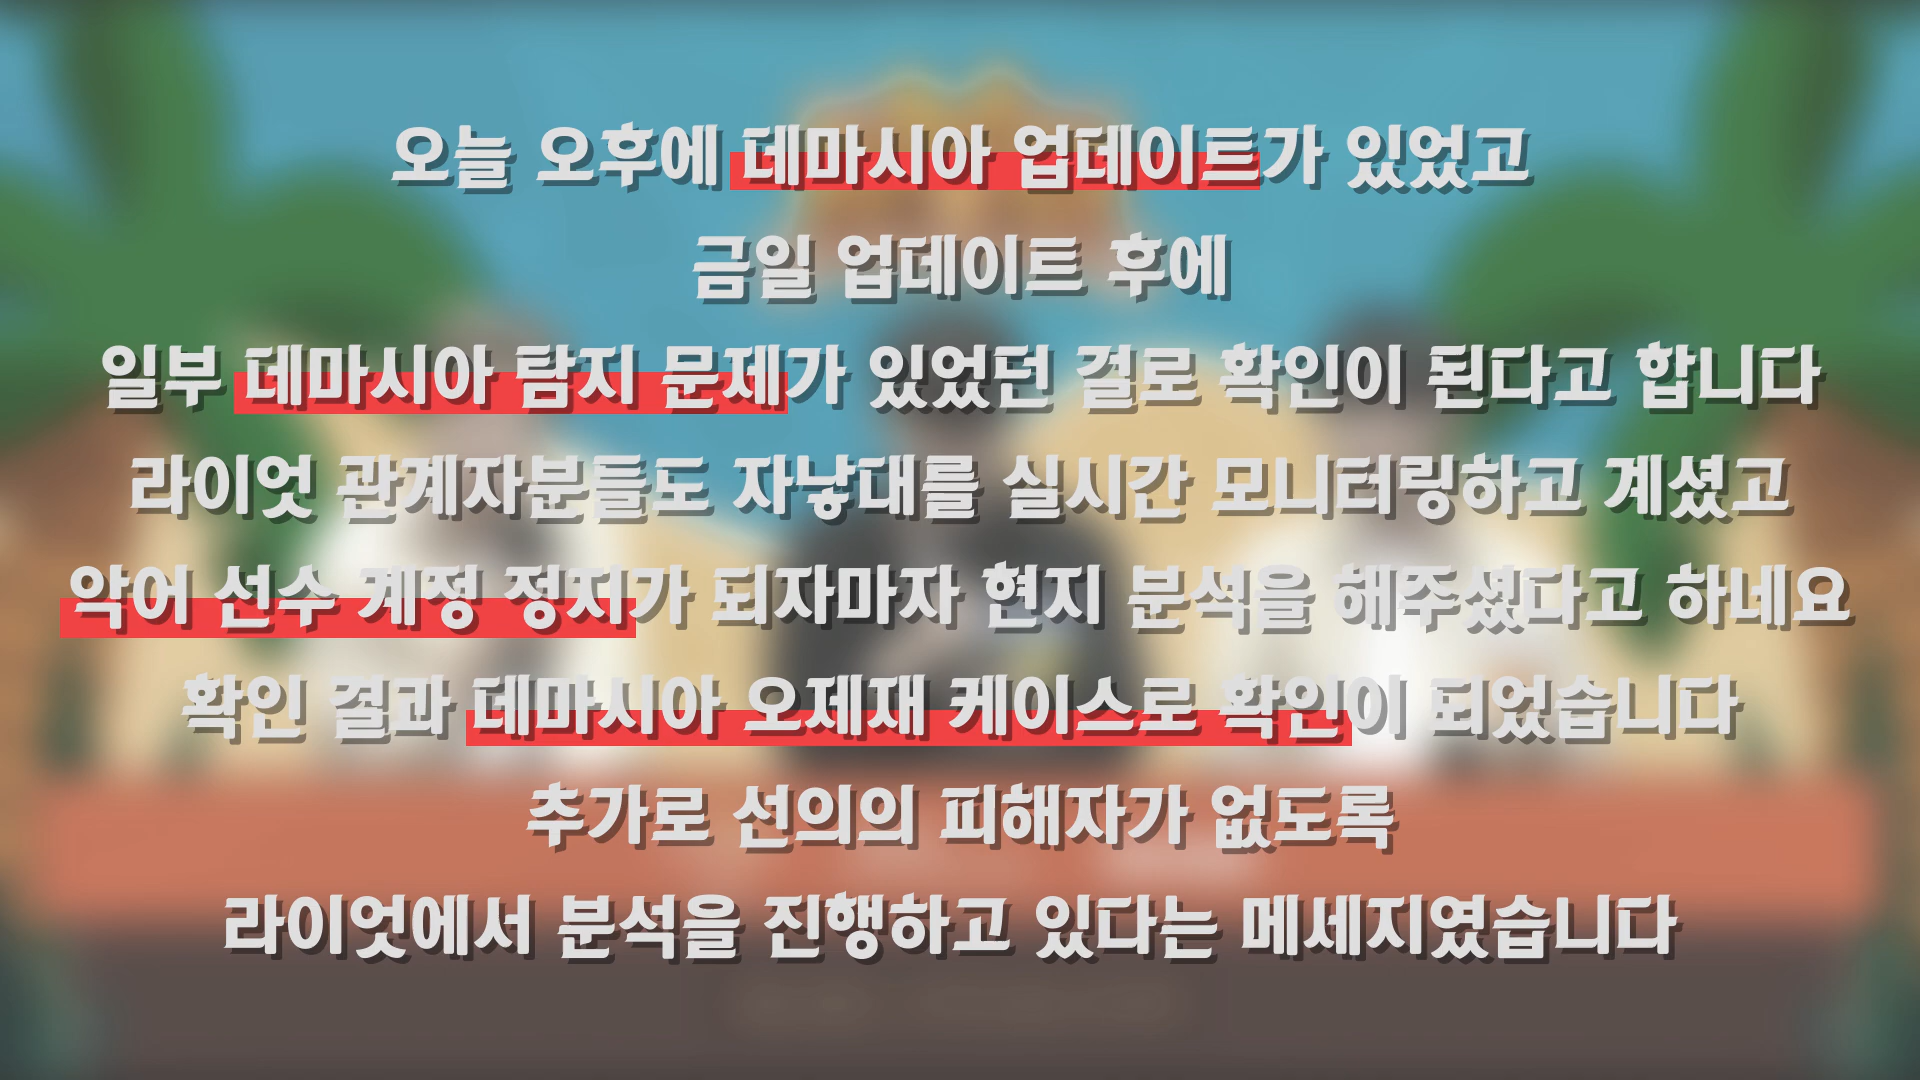 오늘 오후에 데마시아 업데이트가 있었고
금일 업데이트 후에
일부 데마시아 탐지 문제가 있었던 걸로 확인이 된다고 합니다
라이엇 관계자분들도 자낳대를 실시간 모니터링하고 계셨고
악어 선수 계정 정지가 되자마자 현지 분석을 해주셨다고 하네요
확인 결과 데마시아 오제재 케이스로 확인이 되었습니다
추가로 선의의 피해자가 없도록
라이엇에서 분석을 진행하고 있다는 메세지였습니다